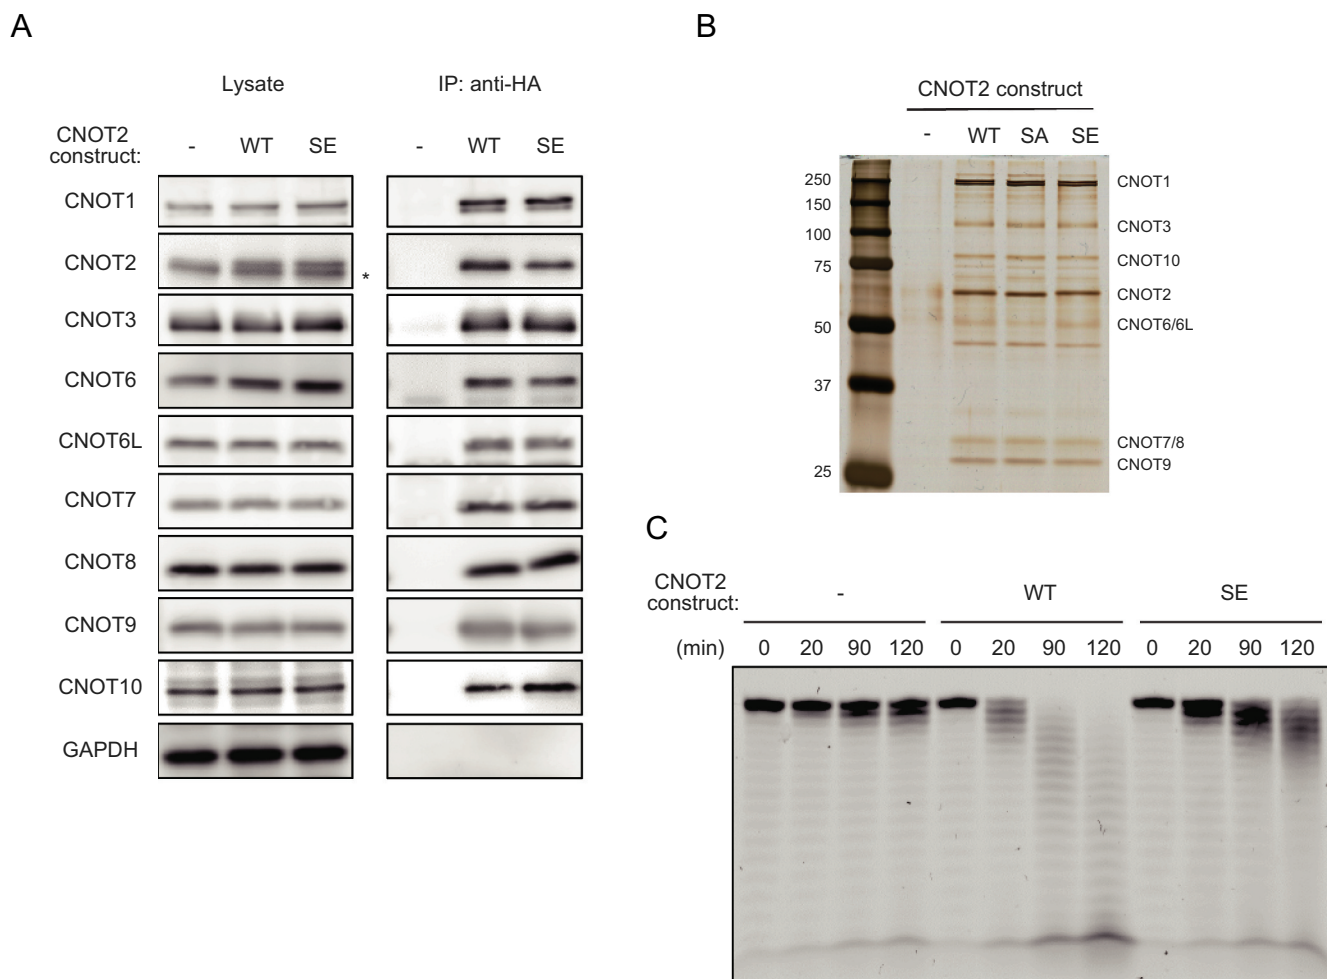 A
Lysate
IP: anti-HA
CNOT2
construct:
- WT SE
- WT SE
CNOT1
CNOT2
*
CNOT3
CNOT6
CNOT6L
CNOT7
CNOT8
CNOT9
CNOT10
GAPDH
B
CNOT2 construct
- WT SA SE
250
150
100
75
50
37
25
CNOT1
CNOT3
CNOT10
CNOT2
CNOT6/6L
CNOT7/8
CNOT9
C
CNOT2
construct:
- WT SE
(min) 0 20 90 120 0 20 90 120 0 20 90 120